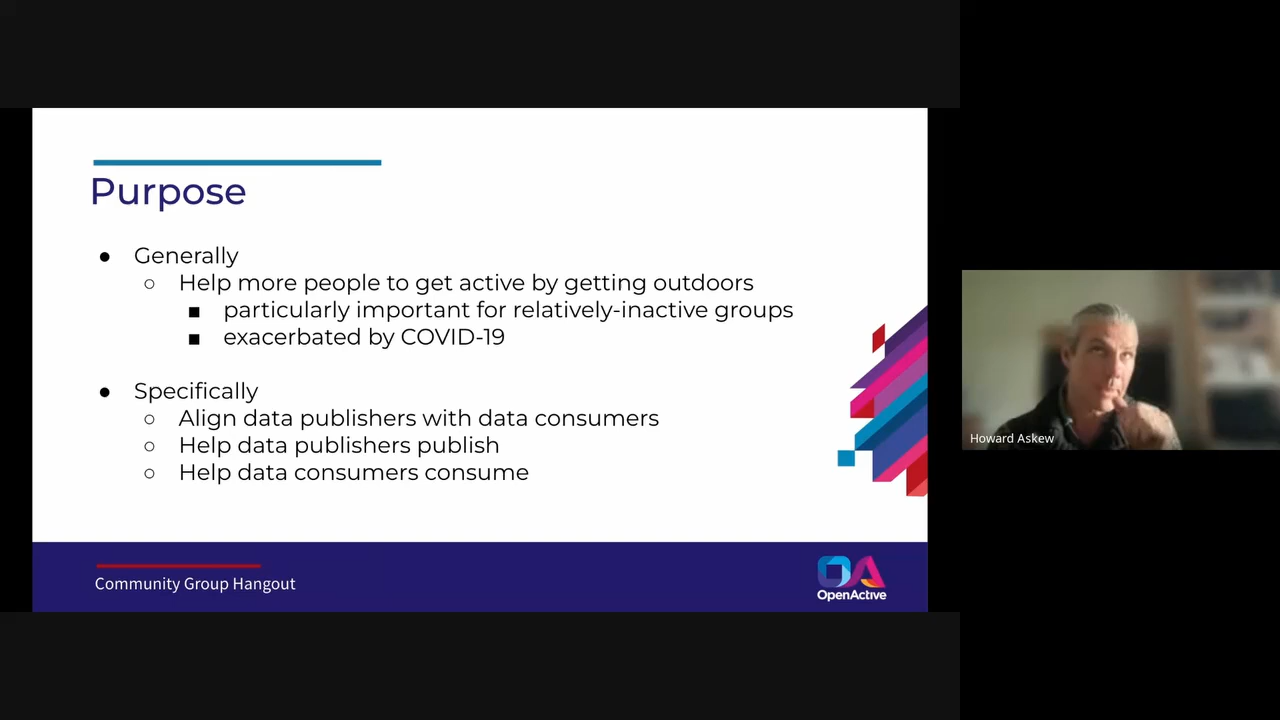 Purpose
● Generally
○ Help more people to get active by getting outdoors
■ particularly important for relatively-inactive groups
■ exacerbated by COVID-19
● Specifically
○ Align data publishers with data consumers
○ Help data publishers publish
○ Help data consumers consume
Community Group Hangout
OA
OpenActive
Howard Askew